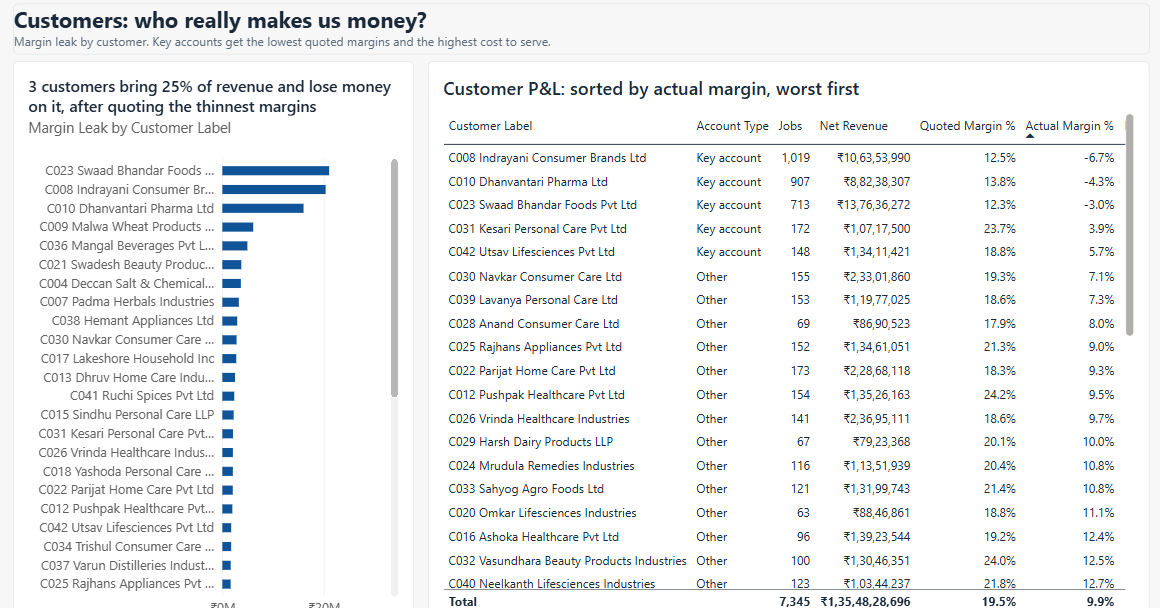 Customers: who really makes us money?
Margin leak by customer. Key accounts get the lowest quoted margins and the highest cost to serve.
3 customers bring 25% of revenue and lose money
on it, after quoting the thinnest margins
Margin Leak by Customer Label
C023 Swaad Bhandar Foods ...
C008 Indrayani Consumer Br...
C010 Dhanvantari Pharma Ltd
C009 Malwa Wheat Products ...
C036 Mangal Beverages Pvt L...
C021 Swadesh Beauty Produc...
C004 Deccan Salt & Chemical...
C007 Padma Herbals Industries
C038 Hemant Appliances Ltd
C030 Navkar Consumer Care ...
C017 Lakeshore Household Inc
C013 Dhruv Home Care Indu...
C041 Ruchi Spices Pvt Ltd
C015 Sindhu Personal Care LLP
C031 Kesari Personal Care Pvt...
C026 Vrinda Healthcare Indus...
C018 Yashoda Personal Care ...
C022 Parijat Home Care Pvt Ltd
C012 Pushpak Healthcare Pvt...
C042 Utsav Lifesciences Pvt Ltd
C034 Trishul Consumer Care ...
C037 Varun Distilleries Indust...
C025 Rajhans Appliances Pvt ...
₹0M ₹20M
Customer P&L: sorted by actual margin, worst first
Customer Label Account Type Jobs Net Revenue Quoted Margin % Actual Margin %
C008 Indrayani Consumer Brands Ltd Key account 1,019 ₹10,63,53,990 12.5% -6.7%
C010 Dhanvantari Pharma Ltd Key account 907 ₹8,82,38,307 13.8% -4.3%
C023 Swaad Bhandar Foods Pvt Ltd Key account 713 ₹13,76,36,272 12.3% -3.0%
C031 Kesari Personal Care Pvt Ltd Key account 172 ₹1,07,17,500 23.7% 3.9%
C042 Utsav Lifesciences Pvt Ltd Key account 148 ₹1,34,11,421 18.8% 5.7%
C030 Navkar Consumer Care Ltd Other 155 ₹2,33,01,860 19.3% 7.1%
C039 Lavanya Personal Care Ltd Other 153 ₹1,19,77,025 18.6% 7.3%
C028 Anand Consumer Care Ltd Other 69 ₹86,90,523 17.9% 8.0%
C025 Rajhans Appliances Pvt Ltd Other 152 ₹1,34,61,051 21.3% 9.0%
C022 Parijat Home Care Pvt Ltd Other 173 ₹2,28,68,118 18.3% 9.3%
C012 Pushpak Healthcare Pvt Ltd Other 154 ₹1,35,26,163 24.2% 9.5%
C026 Vrinda Healthcare Industries Other 141 ₹2,36,95,111 18.6% 9.7%
C029 Harsh Dairy Products LLP Other 67 ₹79,23,368 20.1% 10.0%
C024 Mrudula Remedies Industries Other 116 ₹1,13,51,939 20.4% 10.8%
C033 Sahyog Agro Foods Ltd Other 121 ₹1,31,99,743 21.4% 10.8%
C020 Omkar Lifesciences Industries Other 63 ₹88,46,861 18.8% 11.1%
C016 Ashoka Healthcare Pvt Ltd Other 96 ₹1,39,23,544 19.2% 12.4%
C032 Vasundhara Beauty Products Industries Other 100 ₹1,30,46,351 24.0% 12.5%
C040 Neelkanth Lifesciences Industries Other 123 ₹1,03,44,237 21.8% 12.7%
Total 7,345 ₹1,35,48,28,696 19.5% 9.9%